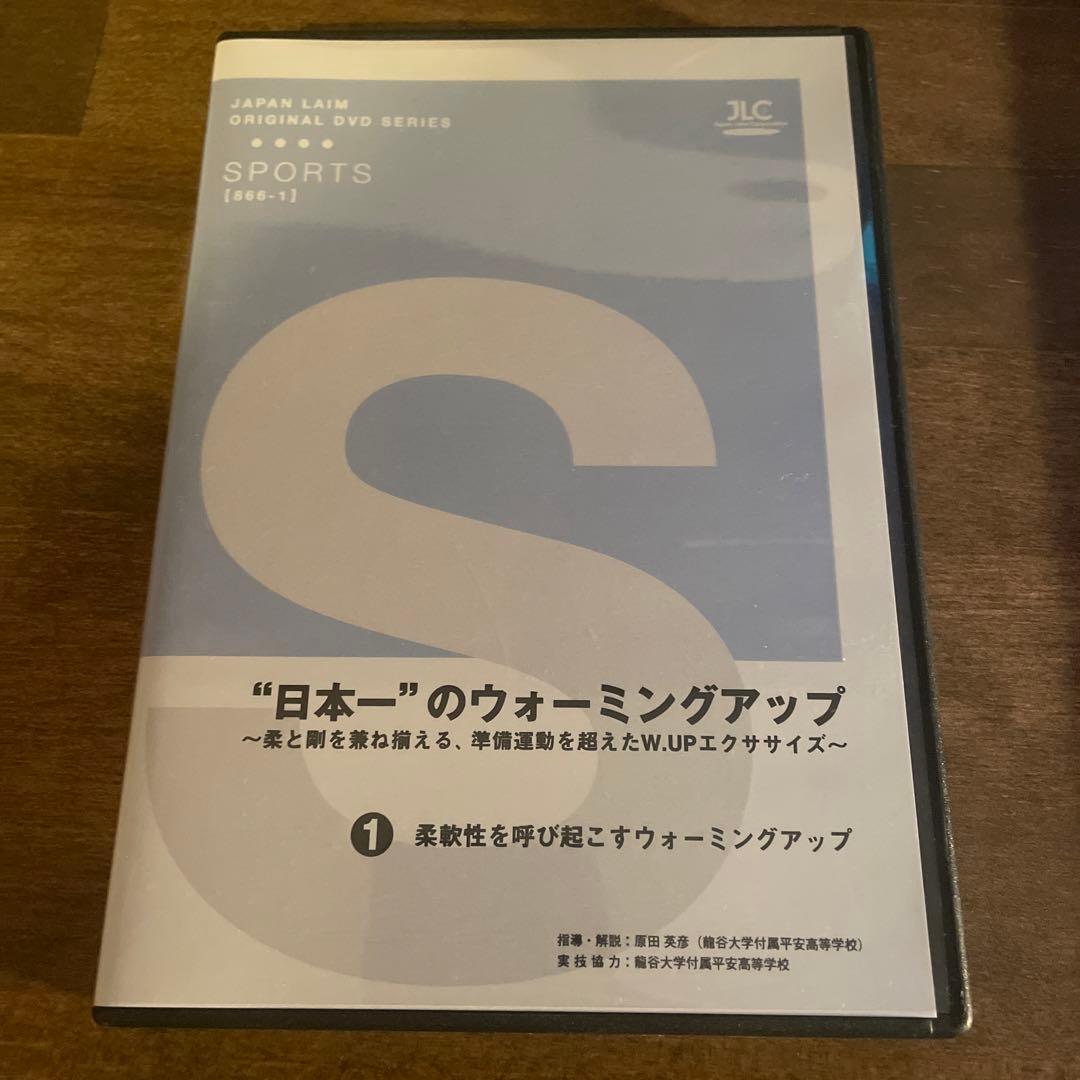 JAPAN LAIM
ORIGINAL DVD SERIES
SPORTS
【866-1】
JLC
“日本一”のウォーミングアップ
～柔と剛を兼ね揃える、準備運動を超えたW.UPエクササイズ～
❶ 柔軟性を呼び起こすウォーミングアップ
指導・解説：原田 英彦（龍谷大学付属平安高等学校）
実技協力：龍谷大学付属平安高等学校